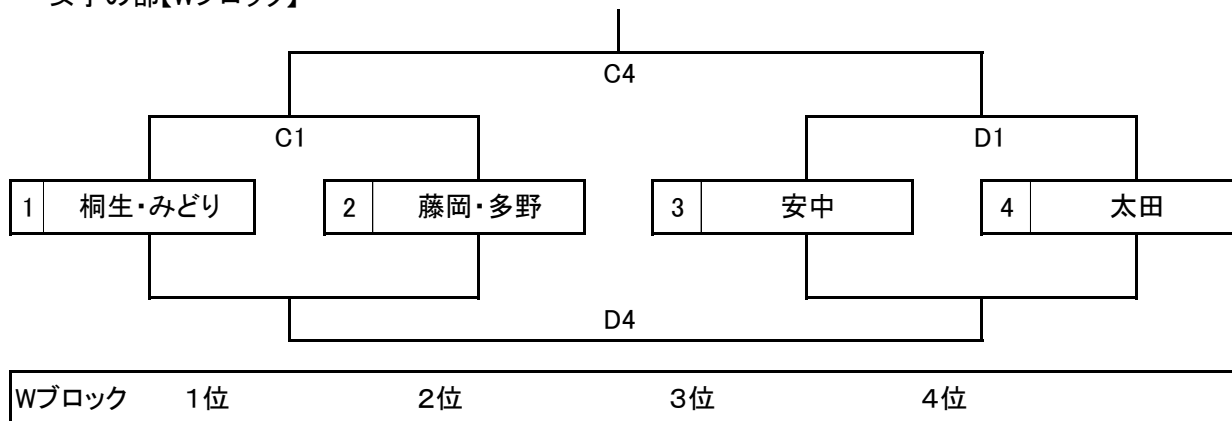 女子の部【Wブロック】
C4
C1 D1
1 桐生・みどり 2 藤岡・多野 3 安中 4 太田
D4
Wブロック 1位 2位 3位 4位